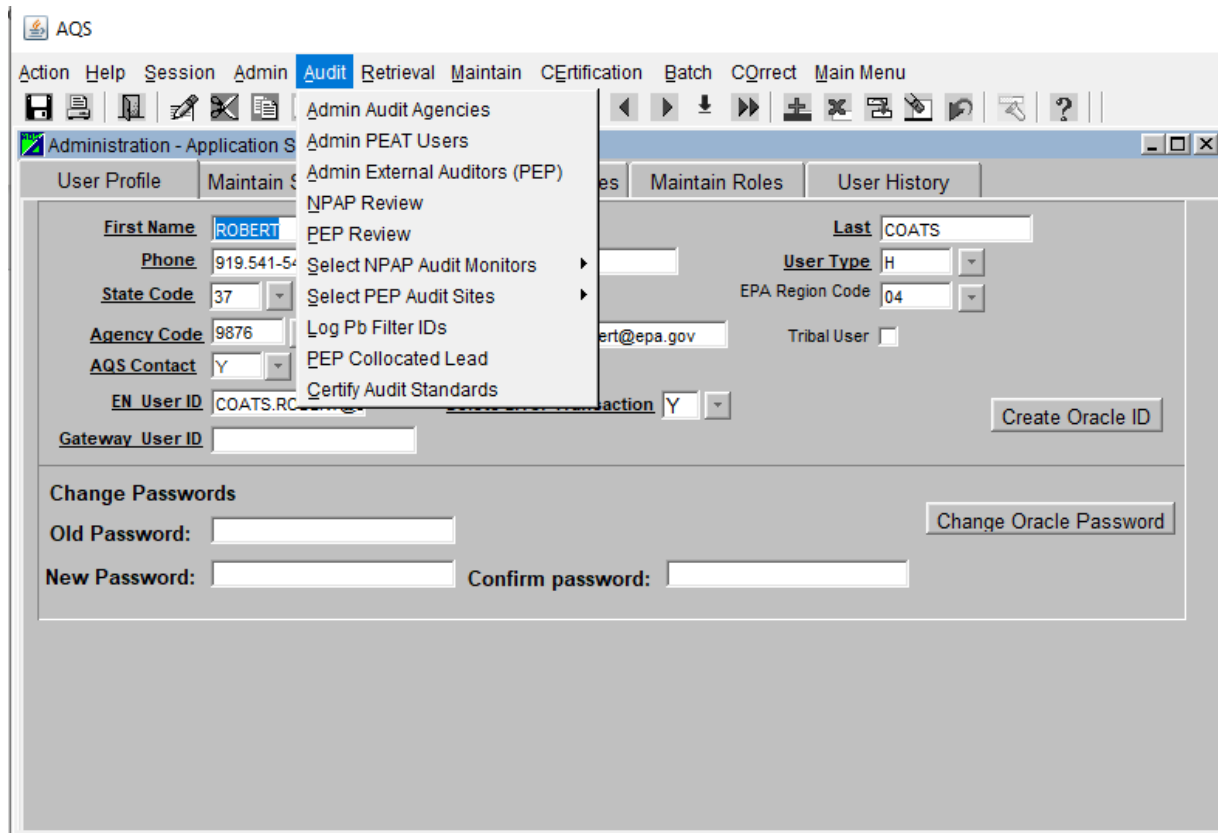 AQS
Action Help Session Admin Audit Retrieval Maintain CErtification Batch COrrect Main Menu
Administration - Application S
User Profile Maintain S es Maintain Roles User History
Admin Audit Agencies
Admin PEAT Users
Admin External Auditors (PEP)
NPAP Review
PEP Review
Select NPAP Audit Monitors
Select PEP Audit Sites
Log Pb Filter IDs
PEP Collocated Lead
Certify Audit Standards
First Name ROBERT Last COATS
Phone 919.541-54 User Type H
State Code 37 EPA Region Code 04
Agency Code 9876 ert@epa.gov Tribal User
AQS Contact Y
EN User ID COATS.RO Transaction Y Create Oracle ID
Gateway User ID
Change Passwords
Old Password: Change Oracle Password
New Password: Confirm password: